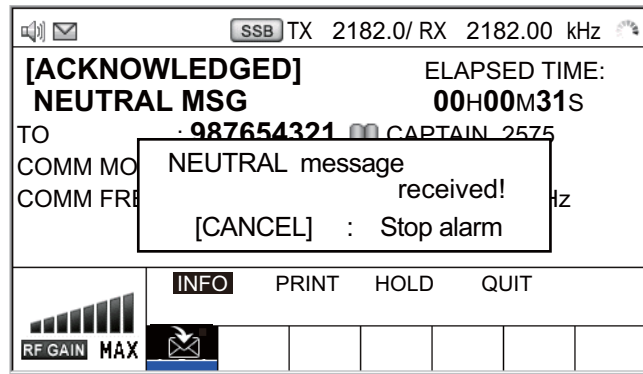 SSB TX 2182.0/ RX 2182.00 kHz
[ACKNOWLEDGED] ELAPSED TIME:
NEUTRAL MSG 00H00M31S
TO : 987654321 CAPTAIN 2575
COMM MO
COMM FRE Hz
NEUTRAL message
received!
[CANCEL] : Stop alarm
INFO PRINT HOLD QUIT
RF GAIN MAX